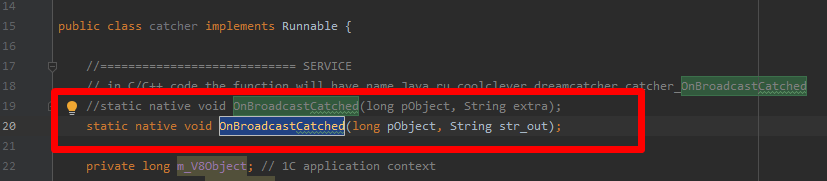 14
15 public class catcher implements Runnable {
16
17 //============================ SERVICE
18 // in C/C++ code the function will have name Java_ru_coolclever_dreamcatcher_catcher_OnBroadcastCatched
19 //static native void OnBroadcastCatched(long pObject, String extra);
20 static native void OnBroadcastCatched(long pObject, String str_out);
21
22 private long m_V8Object; // 1C application context